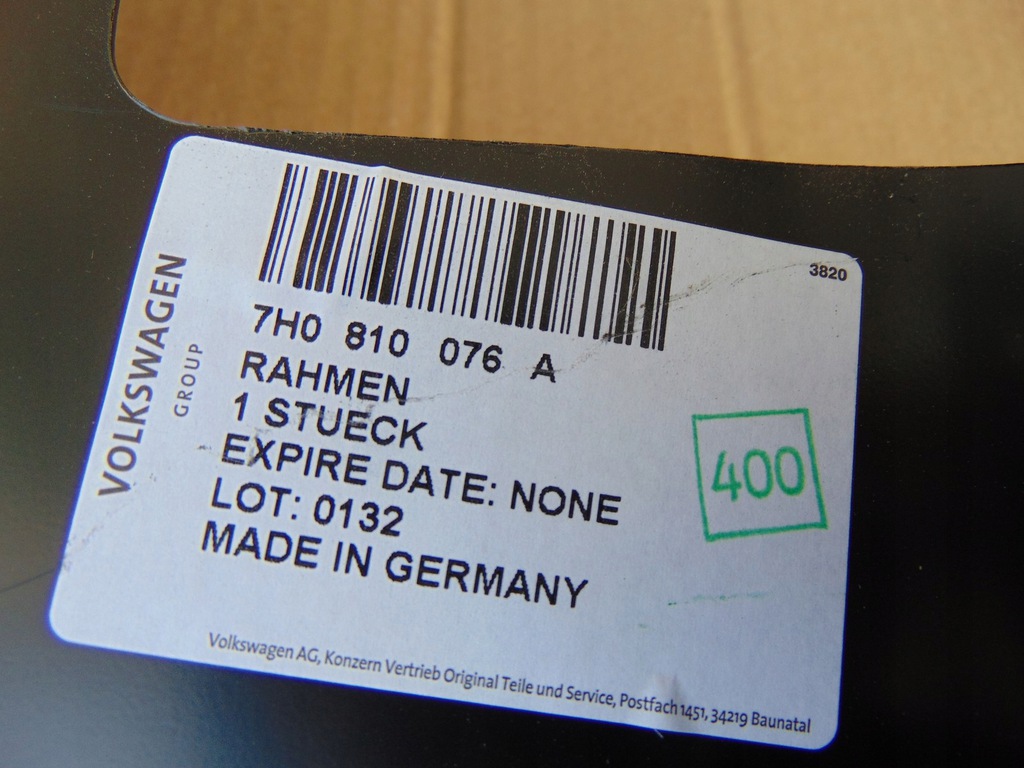 3820
VOLKSWAGEN
GROUP
7H0 810 076 A
RAHMEN
1 STUECK
EXPIRE DATE: NONE
LOT: 0132
MADE IN GERMANY
400
Volkswagen AG, Konzern Vertrieb Original Teile und Service, Postfach 1451, 34219 Baunatal